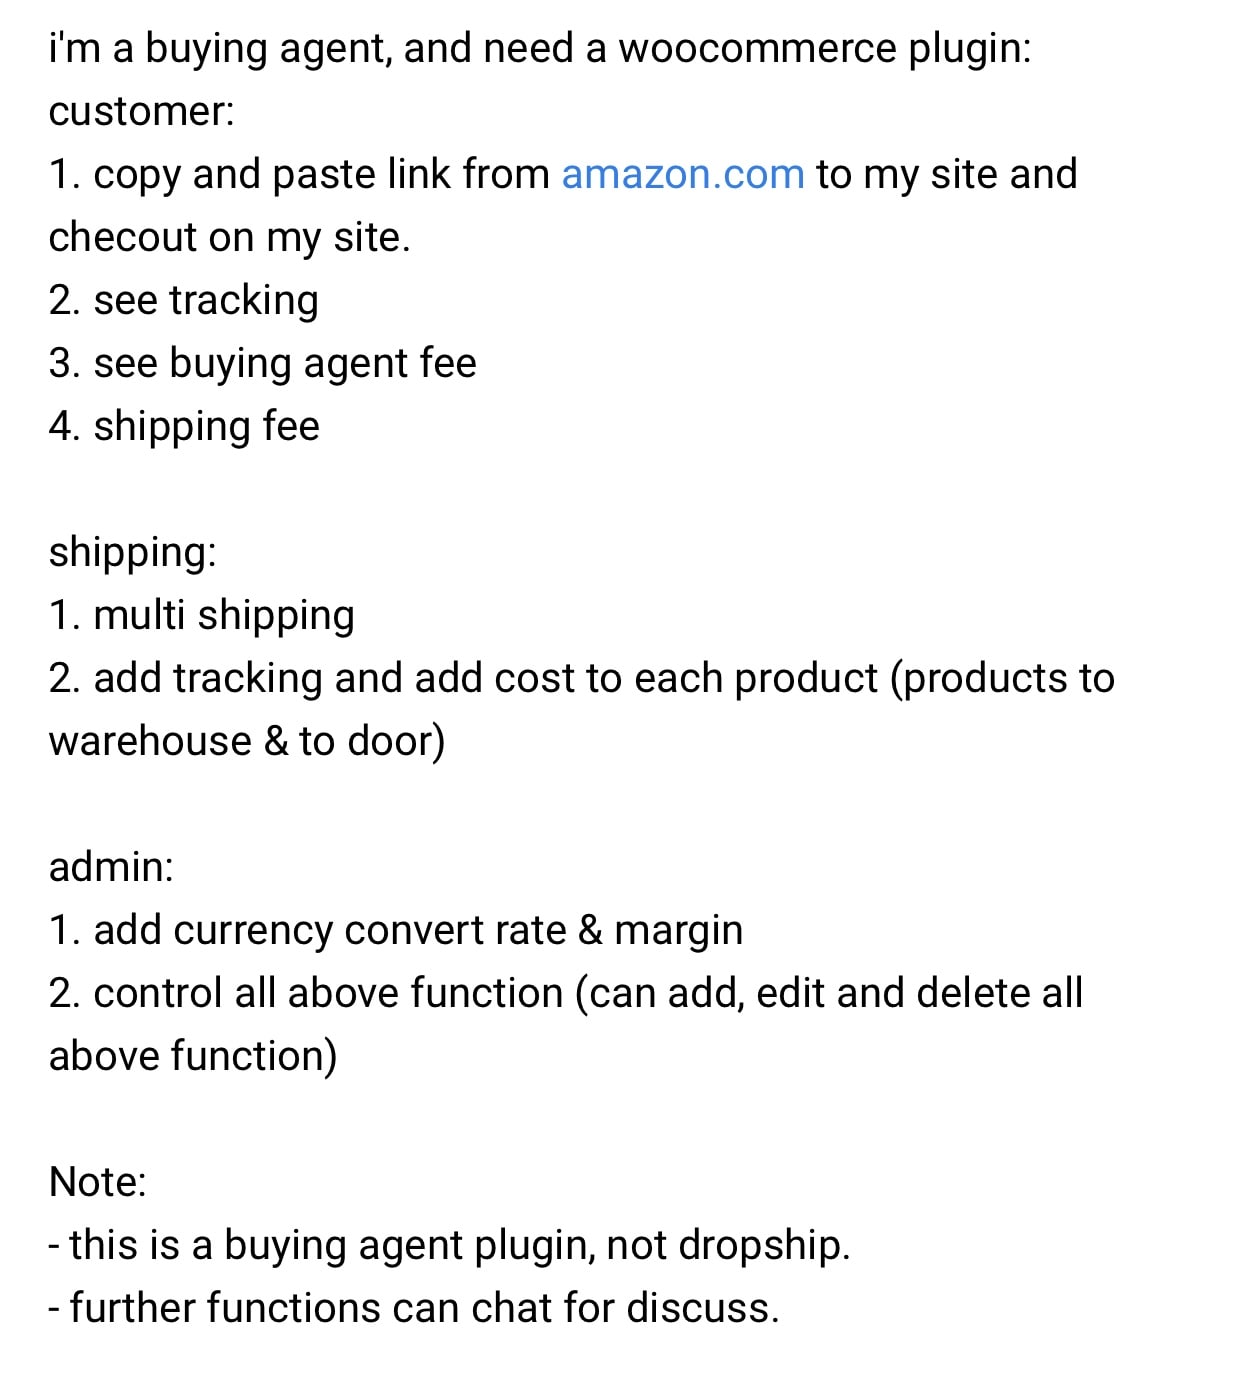 i'm a buying agent, and need a woocommerce plugin:
customer:
1. copy and paste link from amazon.com to my site and
checout on my site.
2. see tracking
3. see buying agent fee
4. shipping fee
shipping:
1. multi shipping
2. add tracking and add cost to each product (products to
warehouse & to door)
admin:
1. add currency convert rate & margin
2. control all above function (can add, edit and delete all
above function)
Note:
- this is a buying agent plugin, not dropship.
- further functions can chat for discuss.